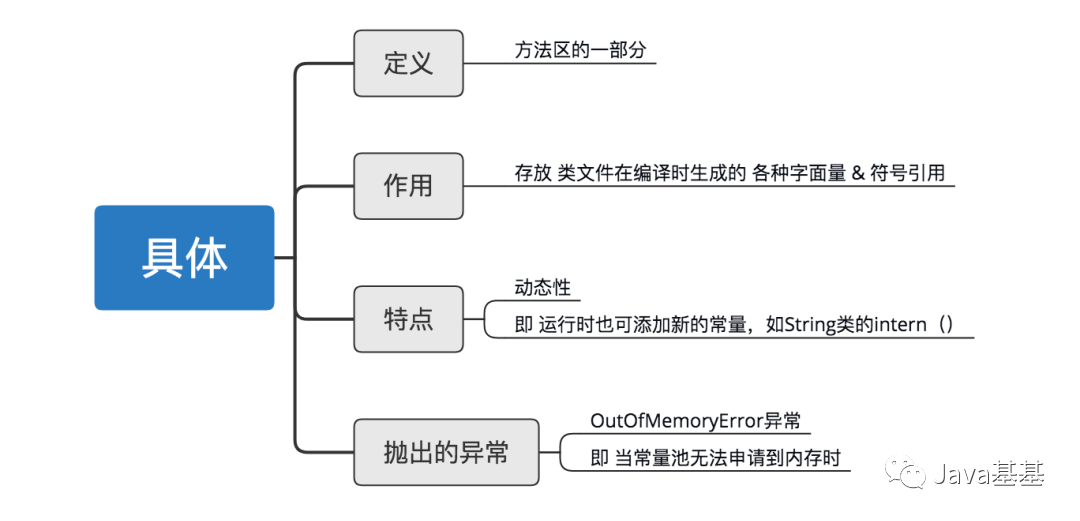 具体
定义
方法区的一部分
作用
存放 类文件在编译时生成的 各种字面量 & 符号引用
特点
动态性
即 运行时也可添加新的常量，如String类的intern（）
抛出的异常
OutOfMemoryError异常
即 当常量池无法申请到内存时
Java基基